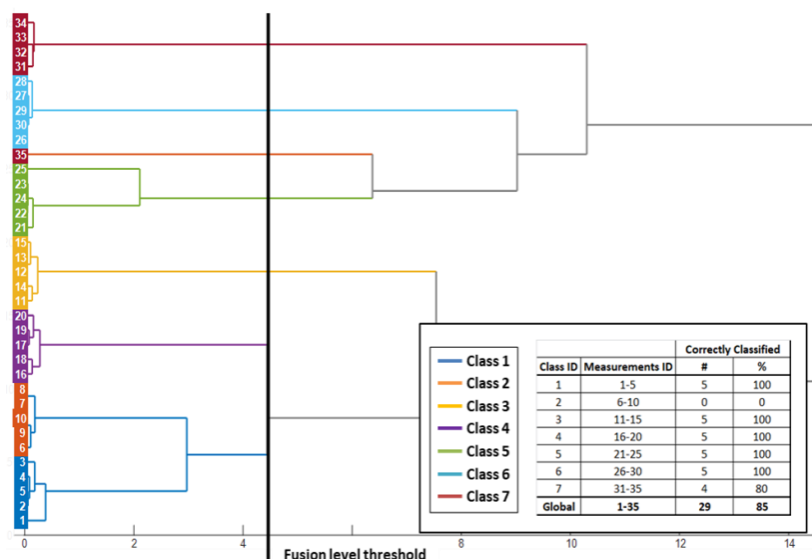 34
33
32
31
28
27
29
30
26
35
25
23
24
22
21
15
13
12
14
11
20
19
17
18
16
8
7
10
9
6
3
4
5
2
1
Class 1
Class 2
Class 3
Class 4
Class 5
Class 6
Class 7
Correctly Classified
Class ID Measurements ID # %
1 1-5 5 100
2 6-10 0 0
3 11-15 5 100
4 16-20 5 100
5 21-25 5 100
6 26-30 5 100
7 31-35 4 80
Global 1-35 29 85
0 2 4 8 10 12 14
Fusion level threshold